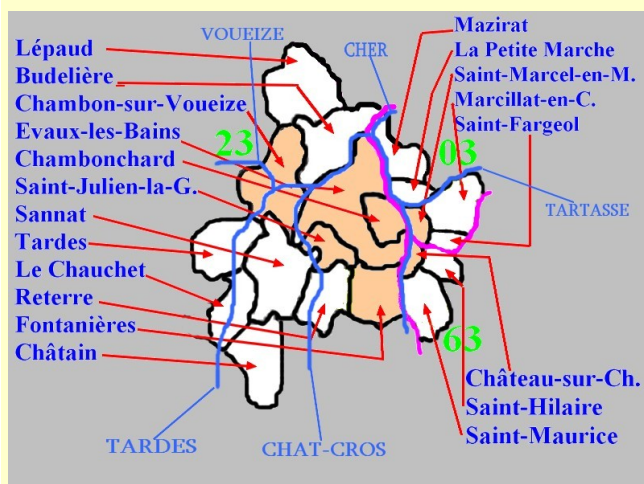 Lépaud
Budelière
Chambon-sur-Voueize
Evaux-les-Bains
Chambonchard
Saint-Julien-la-G.
Sannat
Tardes
Le Chauchet
Reterre
Fontanières
Châtain
VOUEIZE
CHER
23
03
63
Mazirat
La Petite Marche
Saint-Marcel-en-M.
Marcillat-en-C.
Saint-Fargeol
TARTASSE
Château-sur-Ch.
Saint-Hilaire
Saint-Maurice
TARDES
CHAT-CROS